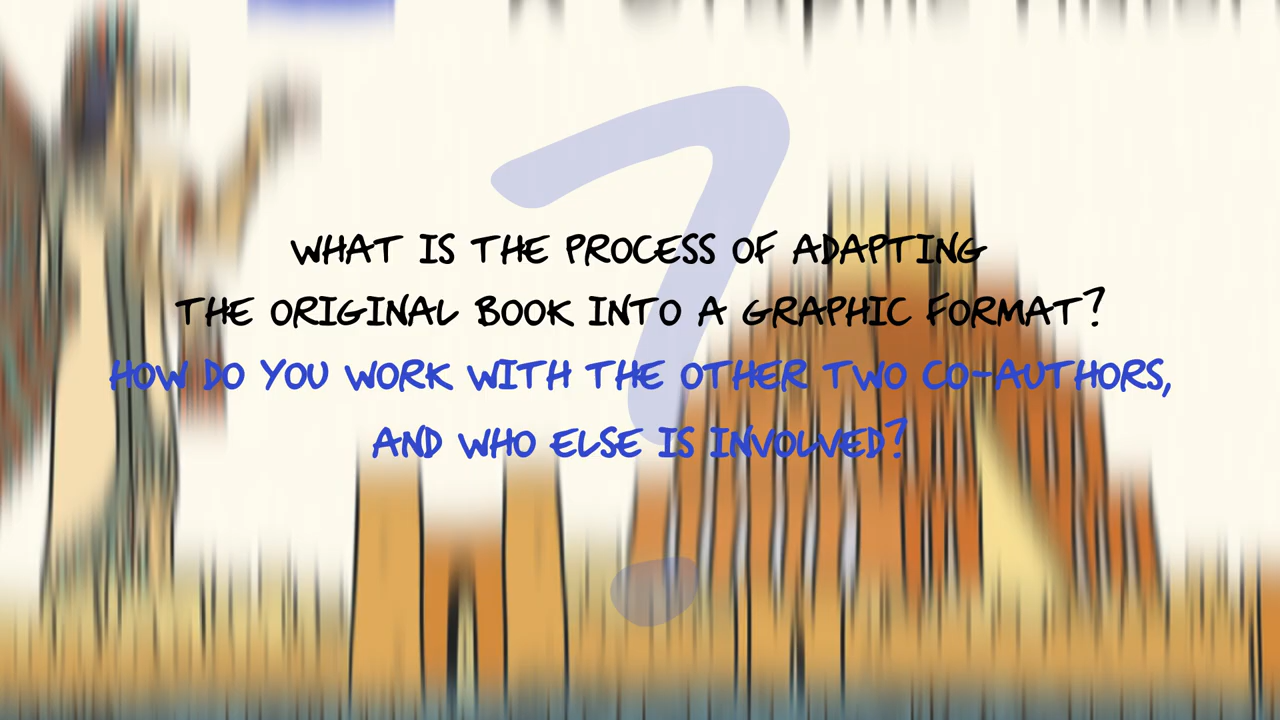 WHAT IS THE PROCESS OF ADAPTING
THE ORIGINAL BOOK INTO A GRAPHIC FORMAT?
HOW DO YOU WORK WITH THE OTHER TWO CO-AUTHORS,
AND WHO ELSE IS INVOLVED?